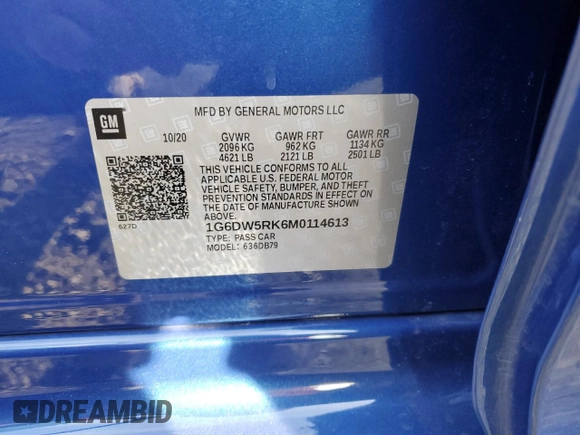 GM
MFD BY GENERAL MOTORS LLC
10/20 GVWR GAWR FRT GAWR RR
2096 KG 962 KG 1134 KG
4621 LB 2121 LB 2501 LB
THIS VEHICLE CONFORMS TO ALL
APPLICABLE U.S. FEDERAL MOTOR
VEHICLE SAFETY, BUMPER, AND THEFT
PREVENTION STANDARDS IN EFFECT ON
THE DATE OF MANUFACTURE SHOWN
ABOVE.
1G6DW5RK6M0114613
627D
TYPE: PASS CAR
MODEL: 636DB79
DREAMBID